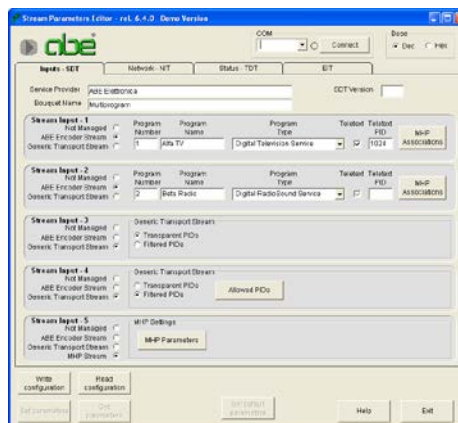 Stream Parameters Editor - rel. 6.4.0 Demo Version
abe
COM
Connect
Base
Dec
Hex
Inputs - SDT
Network - NIT
Status - TDT
EIT
Service Provider
ABE Elettronica
SDT Version
Bouquet Name
Multiprogram
Stream Input - 1
Not Managed
ABE Encoder Stream
Generic Transport Stream
Program Number
1
Program Name
Alfa TV
Program Type
Digital Television Service
Teletext
Teletext PID
1024
MHP Associations
Stream Input - 2
Not Managed
ABE Encoder Stream
Generic Transport Stream
Program Number
2
Program Name
Beta Radio
Program Type
Digital RadioSound Service
Teletext
Teletext PID
MHP Associations
Stream Input - 3
Not Managed
ABE Encoder Stream
Generic Transport Stream
Generic Transport Stream
Transparent PIDs
Filtered PIDs
Stream Input - 4
Not Managed
ABE Encoder Stream
Generic Transport Stream
Generic Transport Stream
Transparent PIDs
Filtered PIDs
Allowed PIDs
Stream Input - 5
Not Managed
ABE Encoder Stream
Generic Transport Stream
MHP Stream
MHP Settings
MHP Parameters
Write configuration
Read configuration
Set parameters
Get parameters
Help
Exit